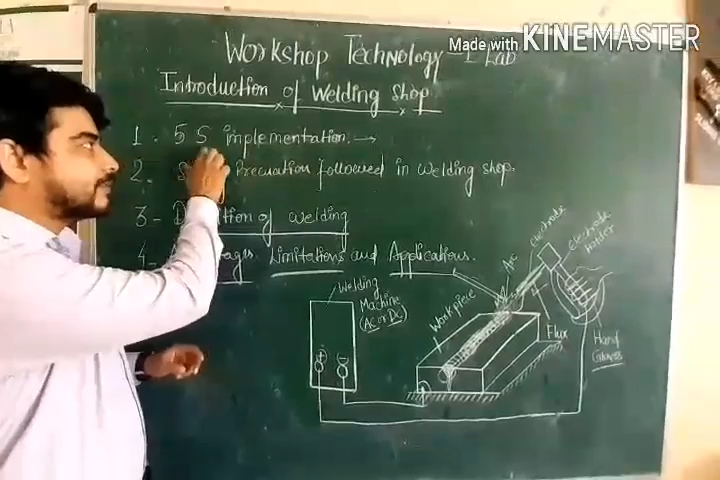 Workshop Technology - I Lab
Made with KINEMASTER
Introduction of Welding Shop
1. 5 S implementation. →
2. Precuation followed in welding shop.
3- of welding
4. Limitations and Applications.
Welding
Machine
(AC or DC)
Workpiece
Arc
electrode
electrode
Holder
Flux
Hand
Gloves